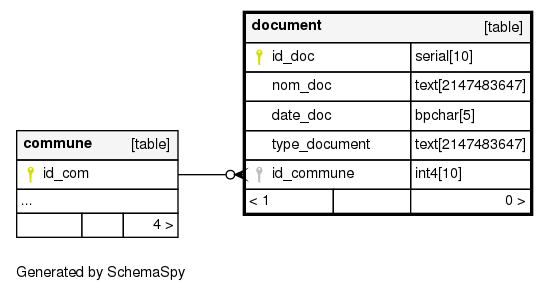 document [table]
id_doc serial[10]
nom_doc text[2147483647]
date_doc bpchar[5]
type_document text[2147483647]
id_commune int4[10]
< 1 0 >
commune [table]
id_com
...
4 >
Generated by SchemaSpy